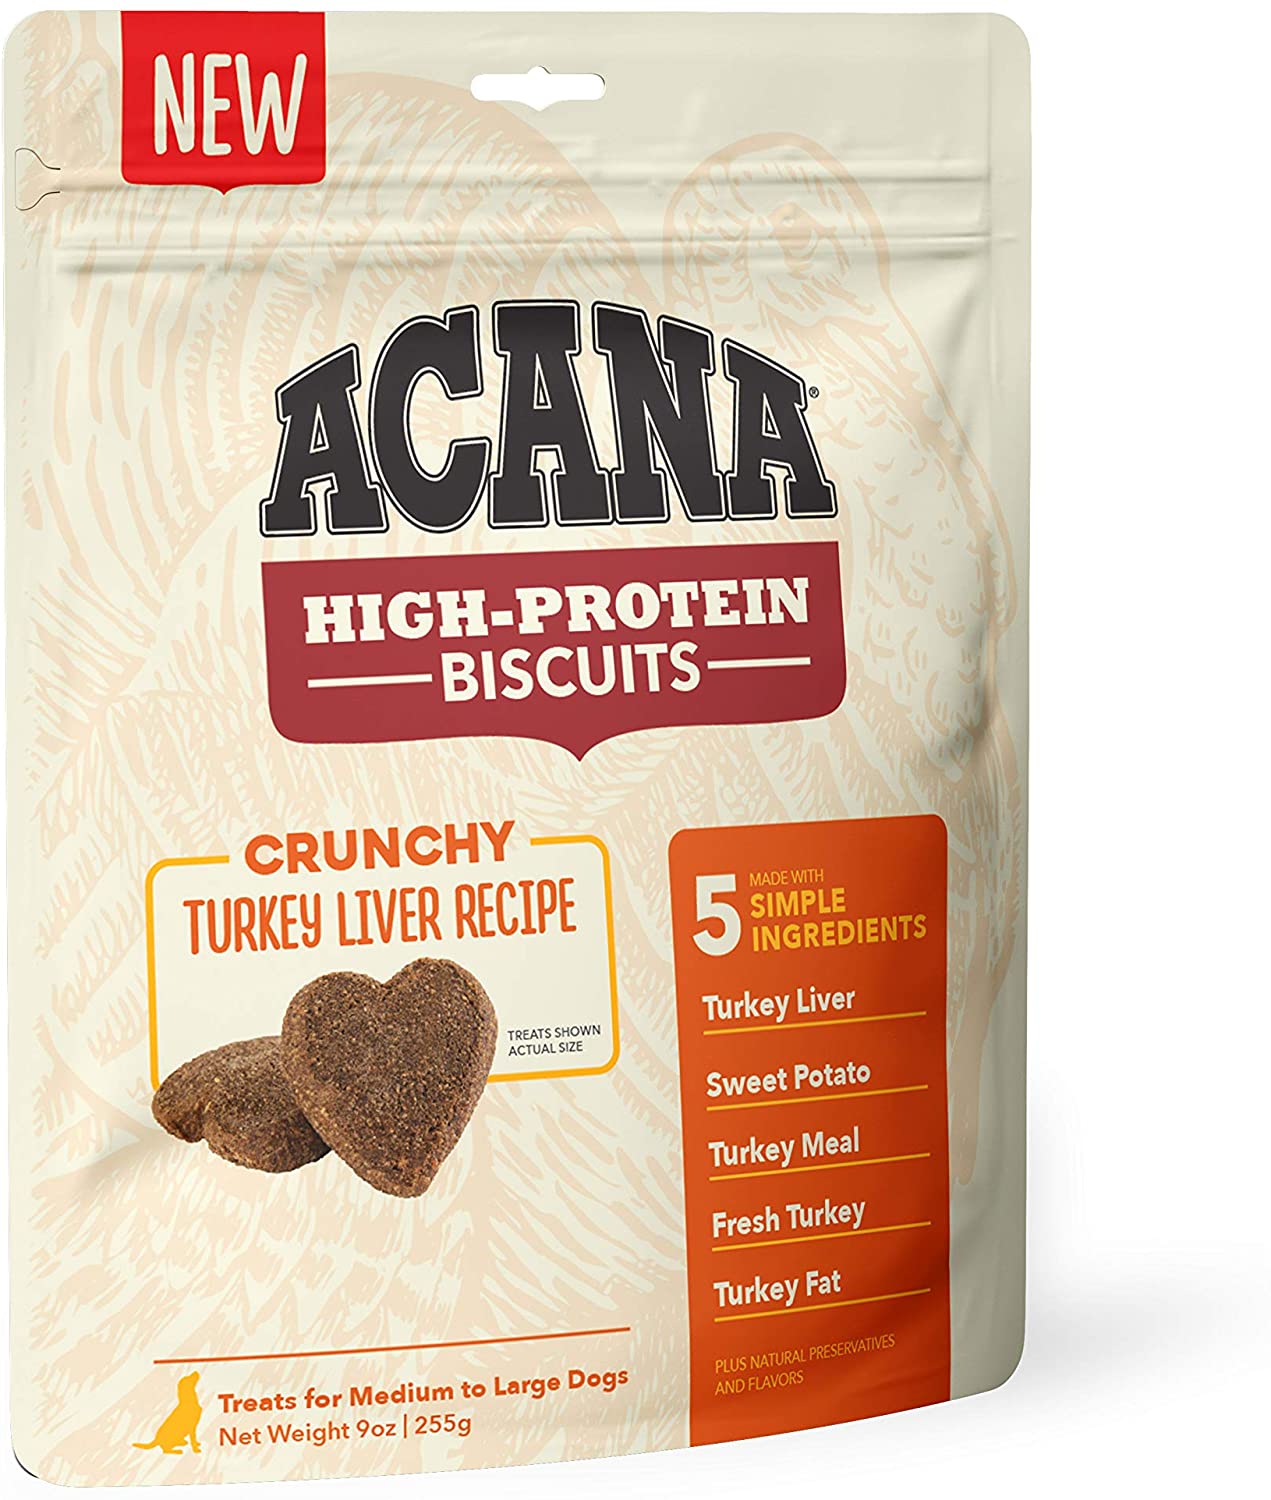 NEW
ACANA®
HIGH-PROTEIN
BISCUITS
CRUNCHY
TURKEY LIVER RECIPE
TREATS SHOWN
ACTUAL SIZE
5
MADE WITH
SIMPLE
INGREDIENTS
Turkey Liver
Sweet Potato
Turkey Meal
Fresh Turkey
Turkey Fat
PLUS NATURAL PRESERVATIVES
AND FLAVORS
Treats for Medium to Large Dogs
Net Weight 9oz | 255g